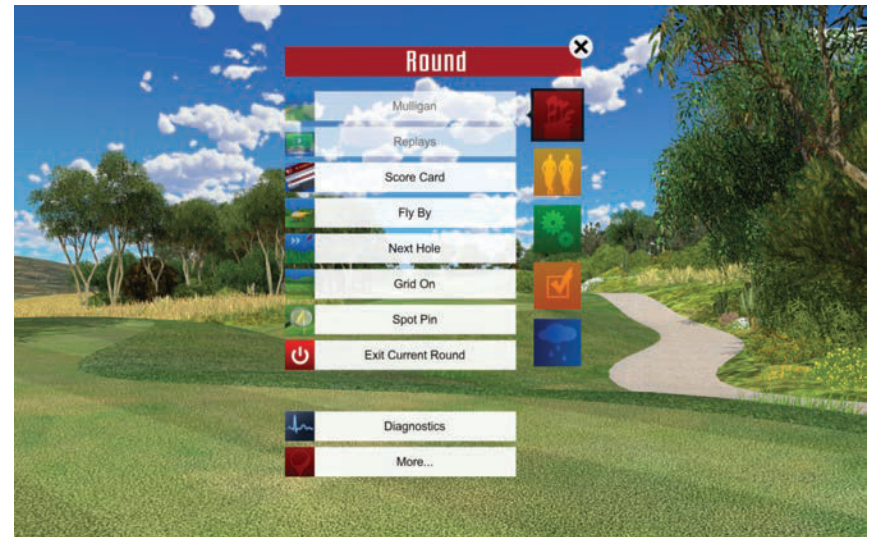 Round
Mulligan
Replays
Score Card
Fly By
Next Hole
Grid On
Spot Pin
Exit Current Round
Diagnostics
More...